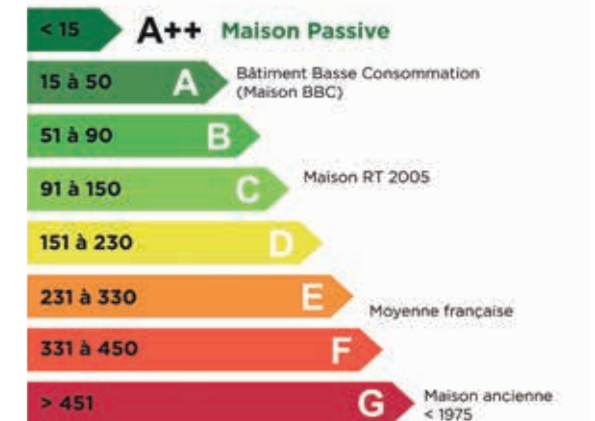 < 15 A++ Maison Passive
15 à 50 A Bâtiment Basse Consommation
(Maison BBC)
51 à 90 B
91 à 150 C Maison RT 2005
151 à 230 D
231 à 330 E
Moyenne française
331 à 450 F
> 451 G Maison ancienne
< 1975